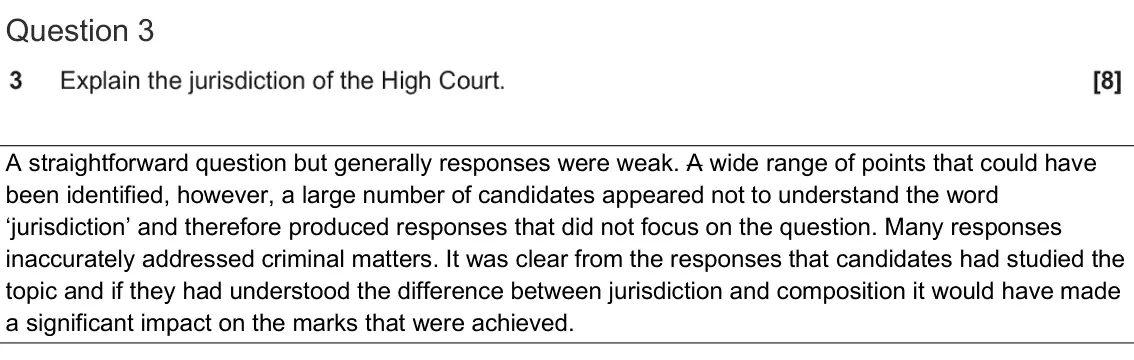 Question 3
3 Explain the jurisdiction of the High Court. [8]
A straightforward question but generally responses were weak. A wide range of points that could have
been identified, however, a large number of candidates appeared not to understand the word
‘jurisdiction’ and therefore produced responses that did not focus on the question. Many responses
inaccurately addressed criminal matters. It was clear from the responses that candidates had studied the
topic and if they had understood the difference between jurisdiction and composition it would have made
a significant impact on the marks that were achieved.